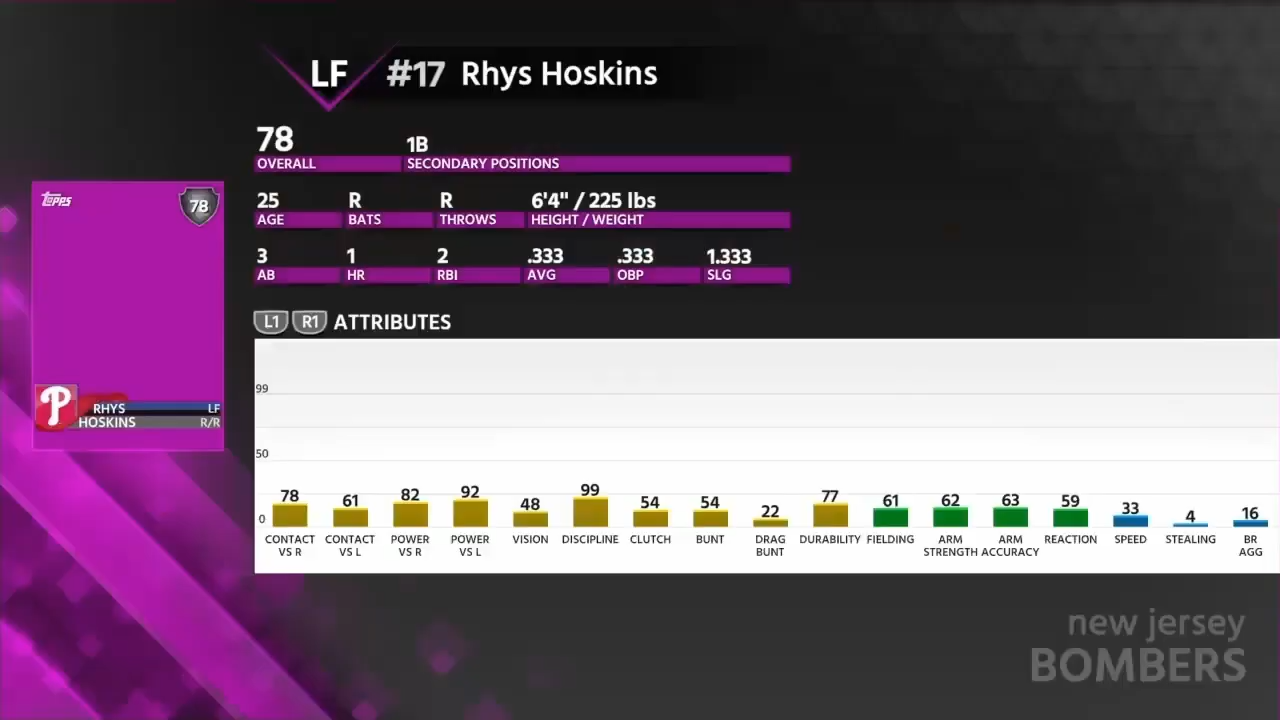 LF #17 Rhys Hoskins
78 1B
OVERALL SECONDARY POSITIONS
25 R R 6'4" / 225 lbs
AGE BATS THROWS HEIGHT / WEIGHT
3 1 2 .333 .333 1.333
AB HR RBI AVG OBP SLG
Topps 78
P RHYS LF
HOSKINS R/R
L1 R1 ATTRIBUTES
99
50
0
78 61 82 92 48 99 54 54 22 77 61 62 63 59 33 4 16
CONTACT CONTACT POWER POWER VISION DISCIPLINE CLUTCH BUNT DRAG DURABILITY FIELDING ARM ARM REACTION SPEED STEALING BR
VS R VS L VS R VS L BUNT STRENGTH ACCURACY AGG
new jersey
BOMBERS